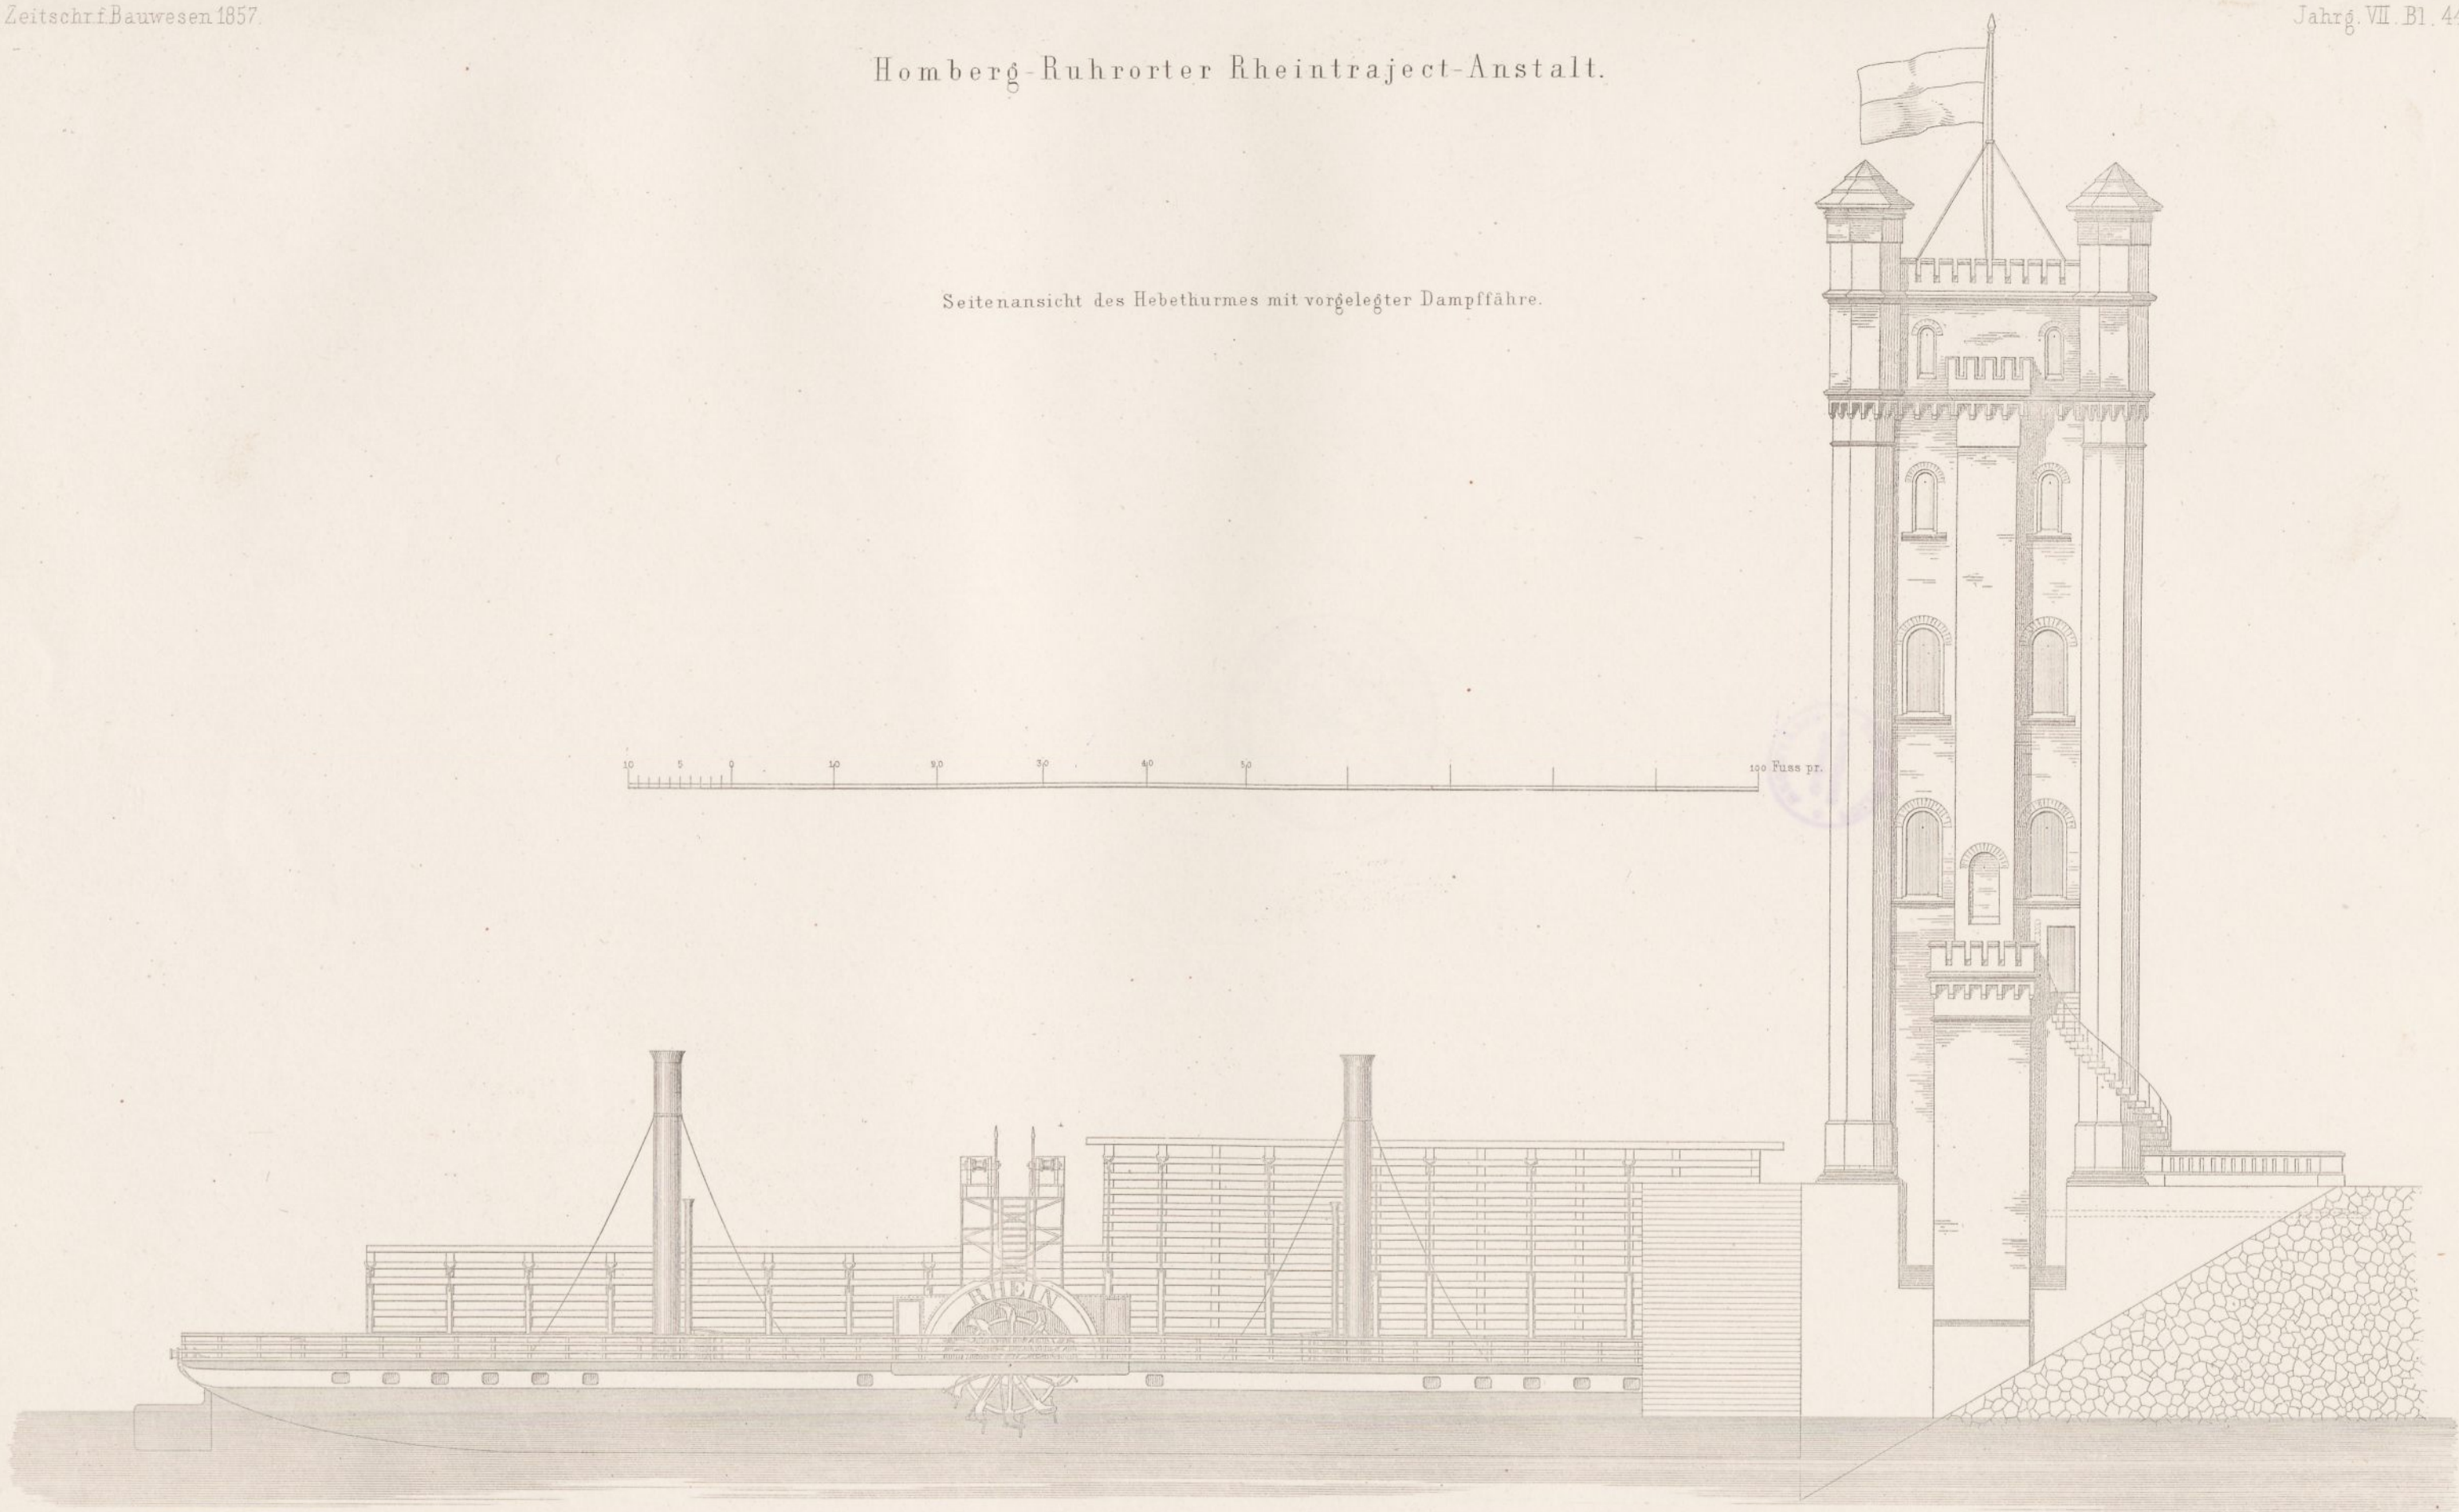 Zeitschr.f.Bauwesen 1857.
Jahrg. VII. Bl. 44
Homberg-Ruhrorter Rheintraject-Anstalt.
Seitenansicht des Hebethurmes mit vorgelegter Dampffähre.
10 5 0 10 20 30 40 50 100 Fuss pr.
RHEIN